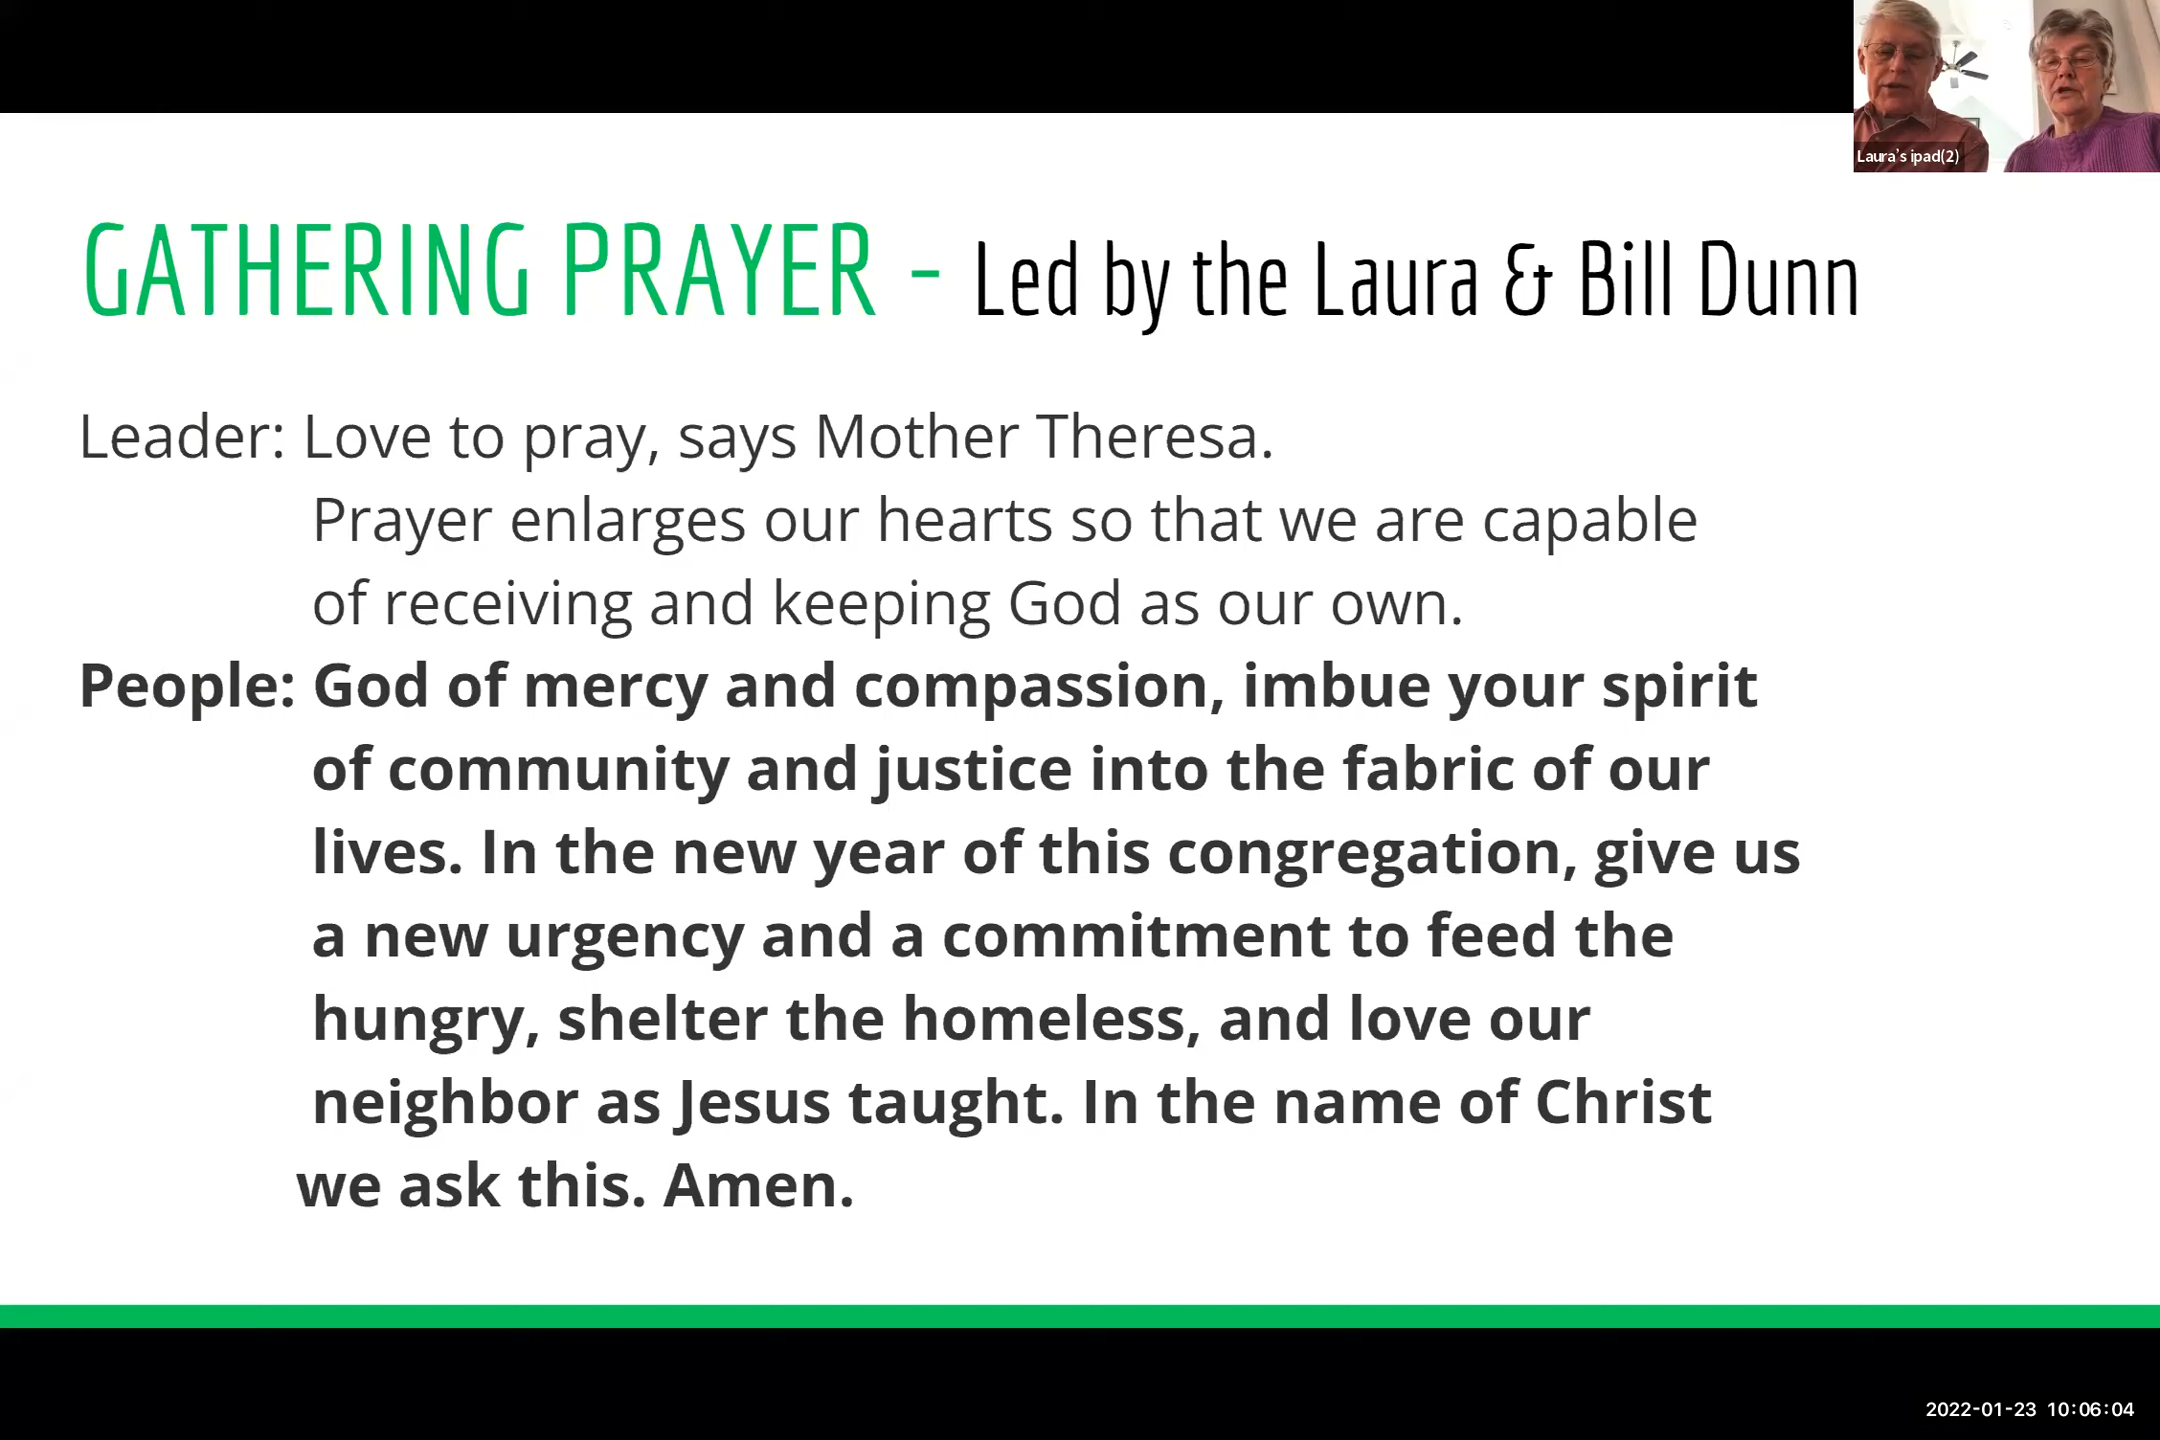 Laura's ipad(2)
GATHERING PRAYER - Led by the Laura & Bill Dunn
Leader: Love to pray, says Mother Theresa.
Prayer enlarges our hearts so that we are capable
of receiving and keeping God as our own.
People: God of mercy and compassion, imbue your spirit
of community and justice into the fabric of our
lives. In the new year of this congregation, give us
a new urgency and a commitment to feed the
hungry, shelter the homeless, and love our
neighbor as Jesus taught. In the name of Christ
we ask this. Amen.
2022-01-23 10:06:04